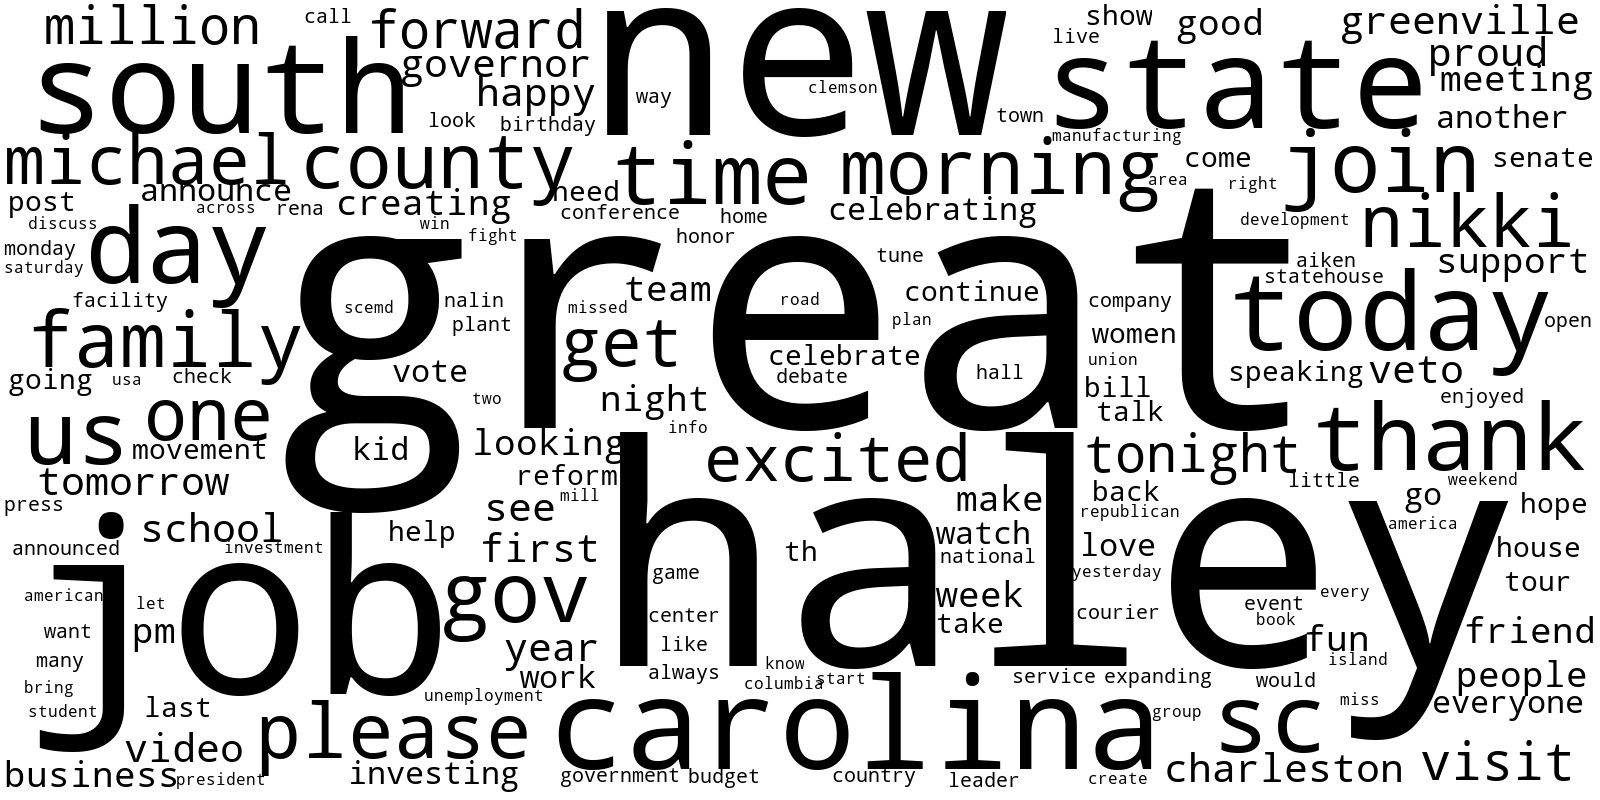 million call forward new show good greenville
south governor live state proud
happy way clemson meeting
look birthday town another
michael county time manufacturing morning come join senate
announce need area right
post across rena creating conference home celebrating development nikki
discuss win fight honor
monday day great tune aiken support
saturday statehouse
facility scemd nalin missed team road continue company today
family plant get plan women open
going usa check vote celebrate union speaking veto
debate hall bill
two night talk enjoyed
us one info
movement kid looking excited tonight thank
tomorrow reform little weekend
press mill see make back go hope
school help republican america
announced investment first watch love house
job gov haley th national
game yesterday tour
american let week event every
want pm center take courier book
many year like fun friend
bring work always know service expanding would island people
student unemployment columbia start miss everyone
last please carolina group sc
video
business president investing government budget country leader create charleston visit